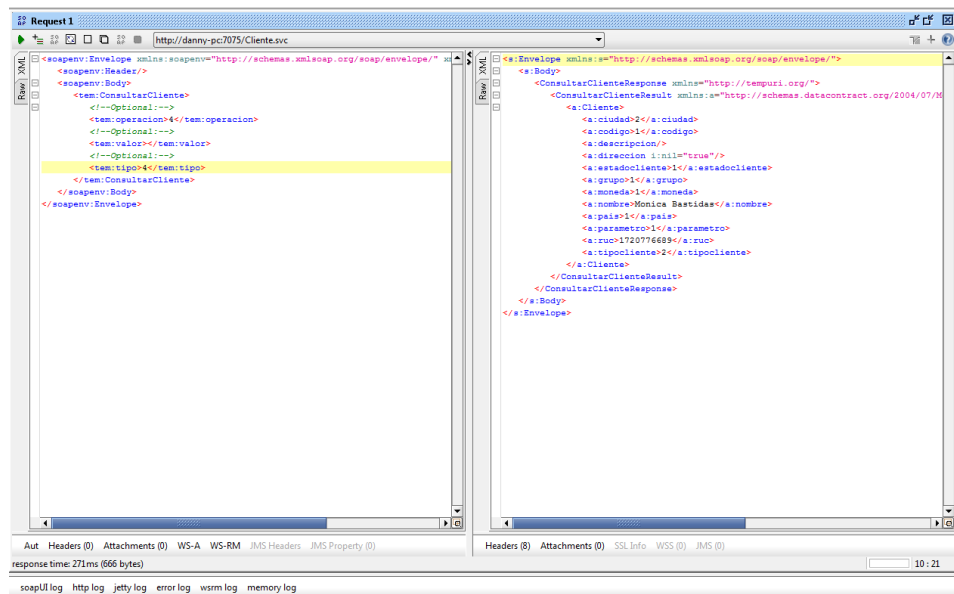 Request 1
http://danny-pc:7075/Cliente.svc
XML
Raw
<soapenv:Envelope xmlns:soapenv="http://schemas.xmlsoap.org/soap/envelope/"
<soapenv:Header/>
<soapenv:Body>
<tem:ConsultarCliente>
<!--Optional:-->
<tem:operacion>4</tem:operacion>
<!--Optional:-->
<tem:valor></tem:valor>
<!--Optional:-->
<tem:tipo>4</tem:tipo>
</tem:ConsultarCliente>
</soapenv:Body>
</soapenv:Envelope>
XML
Raw
<s:Envelope xmlns:s="http://schemas.xmlsoap.org/soap/envelope/">
<s:Body>
<ConsultarClienteResponse xmlns="http://tempuri.org/">
<ConsultarClienteResult xmlns:a="http://schemas.datacontract.org/2004/07/M
<a:Cliente>
<a:ciudad>2</a:ciudad>
<a:codigo>1</a:codigo>
<a:descripcion/>
<a:direccion i:nil="true"/>
<a:estadocliente>1</a:estadocliente>
<a:grupo>1</a:grupo>
<a:moneda>1</a:moneda>
<a:nombre>Monica Bastidas</a:nombre>
<a:pais>1</a:pais>
<a:parametro>1</a:parametro>
<a:ruc>1720776689</a:ruc>
<a:tipocliente>2</a:tipocliente>
</a:Cliente>
</ConsultarClienteResult>
</ConsultarClienteResponse>
</s:Body>
</s:Envelope>
Aut Headers (0) Attachments (0) WS-A WS-RM JMS Headers JMS Property (0)
Headers (8) Attachments (0) SSL Info WSS (0) JMS (0)
response time: 271ms (666 bytes)
10 : 21
soapUI log http log jetty log error log wsrm log memory log